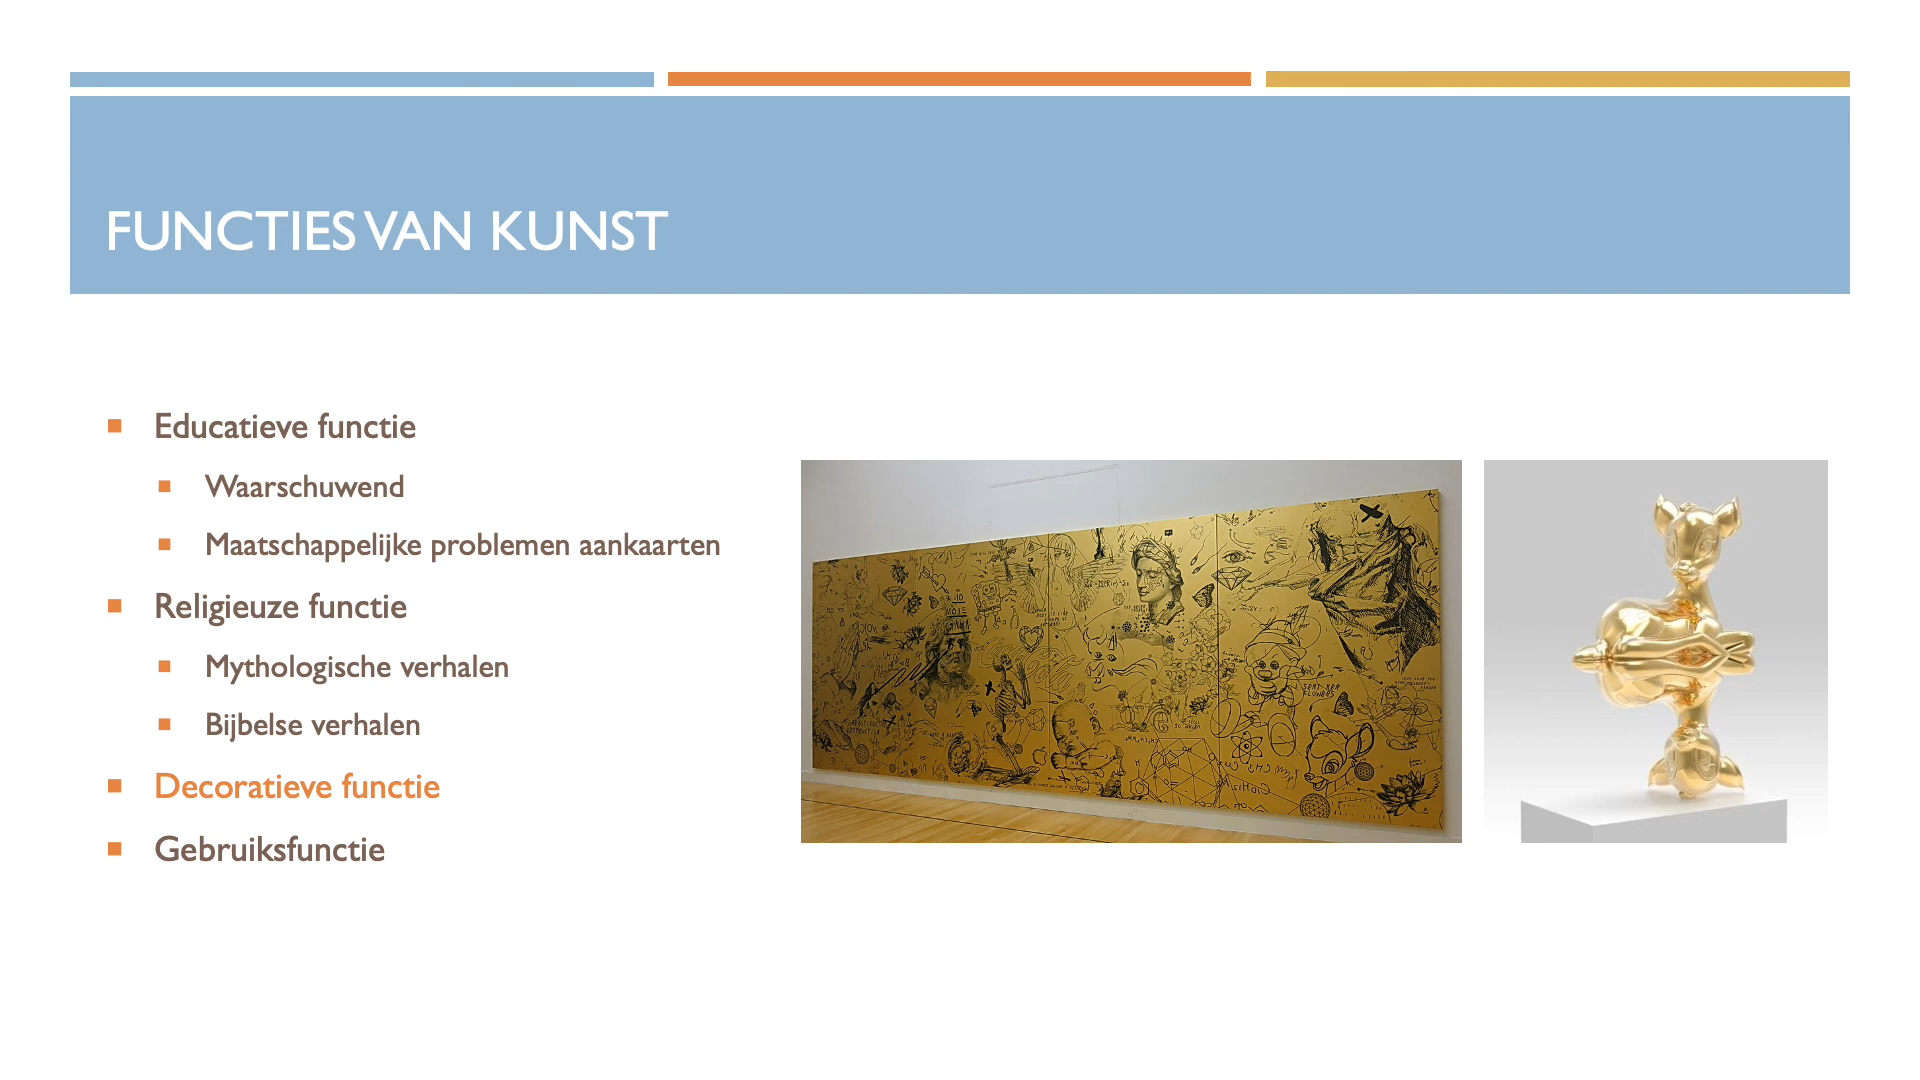 FUNCTIES VAN KUNST
Educatieve functie
Waarschuwend
Maatschappelijke problemen aankaarten
Religieuze functie
Mythologische verhalen
Bijbelse verhalen
Decoratieve functie
Gebruiksfunctie